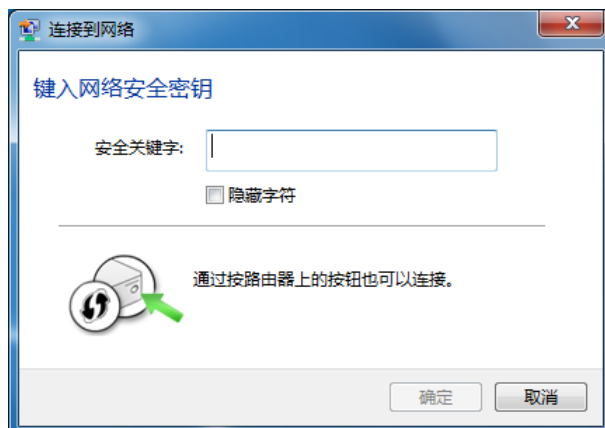 连接到网络
键入网络安全密钥
安全关键字:
隐藏字符
通过按路由器上的按钮也可以连接。
确定
取消